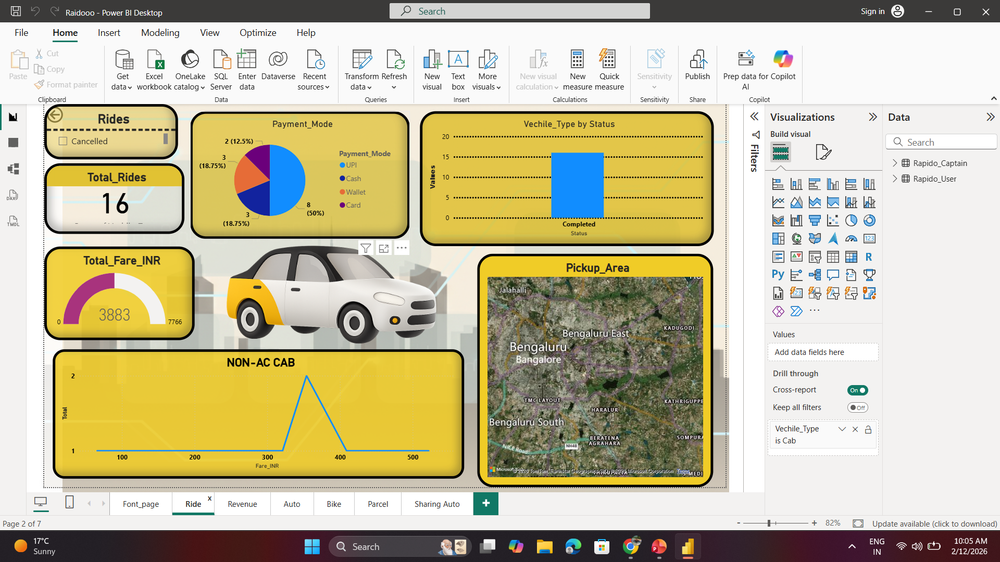 Raidooo - Power BI Desktop
Search
Sign in
File
Home
Insert
Modeling
View
Optimize
Help
Paste
Cut
Copy
Format painter
Clipboard
Get data
Excel workbook
OneLake catalog
SQL Server
Enter data
Dataverse
Recent sources
Data
Transform data
Refresh
Queries
New visual
Text box
More visuals
Insert
New visual calculation
New measure
Quick measure
Calculations
Sensitivity
Sensitivity
Publish
Share
Prep data for AI
Copilot
Copilot
Rides
Cancelled
Total_Rides
16
Payment_Mode
2 (12.5%)
3
(18.75%)
3
(18.75%)
8
(50%)
Payment_Mode
UPI
Cash
Wallet
Card
Vechile_Type by Status
20
15
10
5
0
Values
Completed
Status
Total_Fare_INR
3883
0
7766
NON-AC CAB
2
1
Total
100
200
300
400
500
Fare_INR
Pickup_Area
Jalahalli
Bengaluru East
KADUGODI
Bengaluru
Bangalore
TMC LAYOUT
HARALUR
KATHRIGUPPE
Bengaluru South
BERATENA
AGRAHARA
SOMPURA
NH48
NICE Road
Microsoft
© 2026 TomTom, Earthstar Geographics SIO, © 2026 Microsoft Corporation Terms
Filters
Visualizations
Build visual
Values
Add data fields here
Drill through
Cross-report
On
Keep all filters
Off
Vechile_Type
is Cab
Data
Search
Rapido_Captain
Rapido_User
DAX
TMDL
123
R
Py
Font_page
Ride
X
Revenue
Auto
Bike
Parcel
Sharing Auto
+
Page 2 of 7
- + 82%
Update available (click to download)
17°C
Sunny
Search
ENG
IN
10:05 AM
2/12/2026